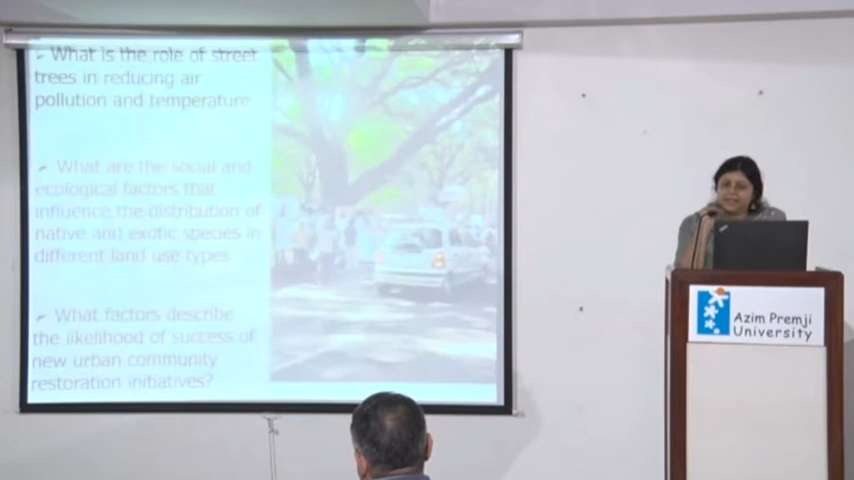 What is the role of street
trees in reducing air
pollution and temperature
What are the social and
ecological factors that
influence the distribution of
native and exotic species in
different land use types
What factors describe
the likelihood of success of
new urban community
restoration initiatives?
Azim Premji
University